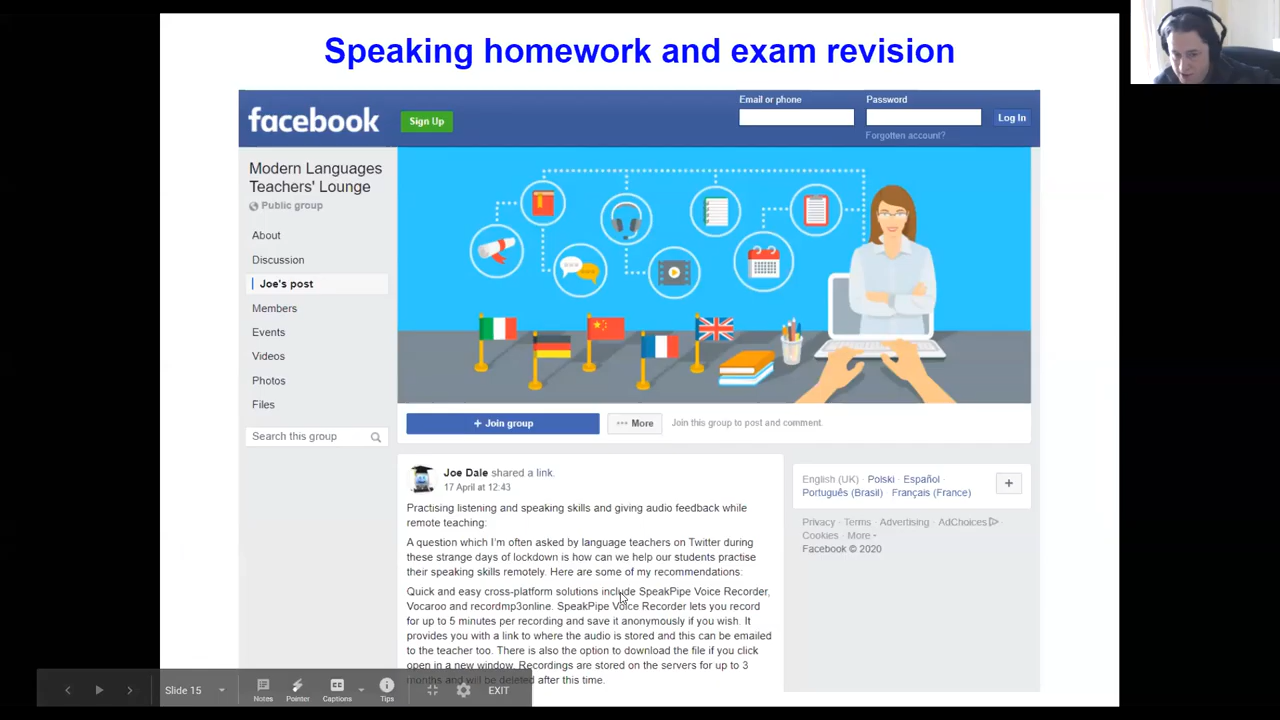 Speaking homework and exam revision
facebook
Sign Up
Email or phone
Password
Log In
Forgotten account?
Modern Languages
Teachers' Lounge
Public group
About
Discussion
Joe's post
Members
Events
Videos
Photos
Files
Search this group
+ Join group
··· More
Join this group to post and comment.
Joe Dale shared a link.
17 April at 12:43
Practising listening and speaking skills and giving audio feedback while
remote teaching:
A question which I'm often asked by language teachers on Twitter during
these strange days of lockdown is how can we help our students practise
their speaking skills remotely. Here are some of my recommendations:
Quick and easy cross-platform solutions include SpeakPipe Voice Recorder,
Vocaroo and recordmp3online. SpeakPipe Voice Recorder lets you record
for up to 5 minutes per recording and save it anonymously if you wish. It
provides you with a link to where the audio is stored and this can be emailed
to the teacher too. There is also the option to download the file if you click
open in a new window. Recordings are stored on the servers for up to 3
months and will be deleted after this time.
English (UK) · Polski · Español ·
Português (Brasil) · Français (France)
+
Privacy · Terms · Advertising · AdChoices ·
Cookies · More
Facebook © 2020
Slide 15
Notes
Pointer
Captions
Tips
EXIT